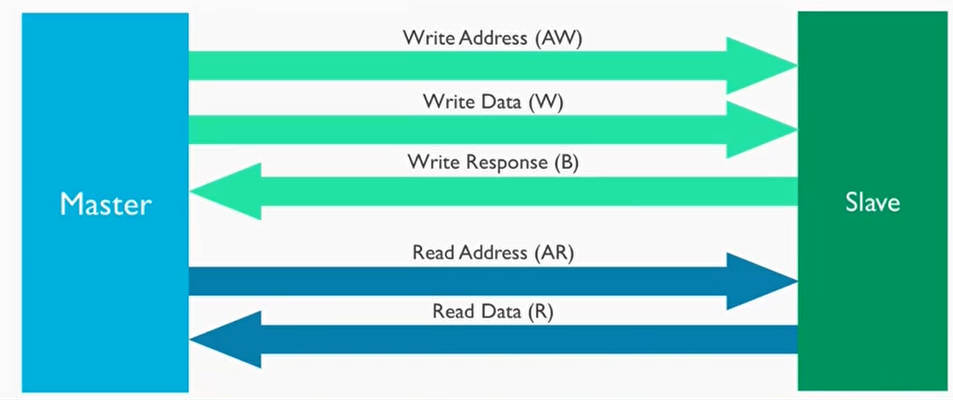 Write Address (AW)
Write Data (W)
Write Response (B)
Master
Slave
Read Address (AR)
Read Data (R)